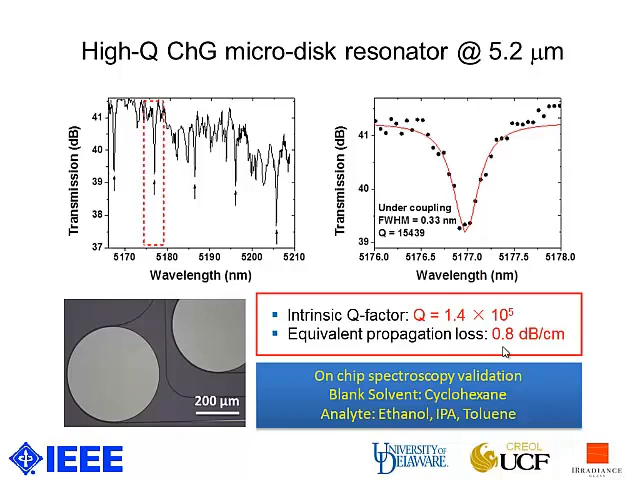 High-Q ChG micro-disk resonator @ 5.2 μm
Transmission (dB)
41
40
39
38
37
5170 5180 5190 5200 5210
Wavelength (nm)
Transmission (dB)
41
40
39
Under coupling
FWHM = 0.33 nm
Q = 15439
5176.0 5176.5 5177.0 5177.5 5178.0
Wavelength (nm)
200 μm
Intrinsic Q-factor: Q = 1.4 × 10⁵
Equivalent propagation loss: 0.8 dB/cm
On chip spectroscopy validation
Blank Solvent: Cyclohexane
Analyte: Ethanol, IPA, Toluene
IEEE
UNIVERSITY OF DELAWARE.
CREOL
UCF
IRRADIANCE
GLASS